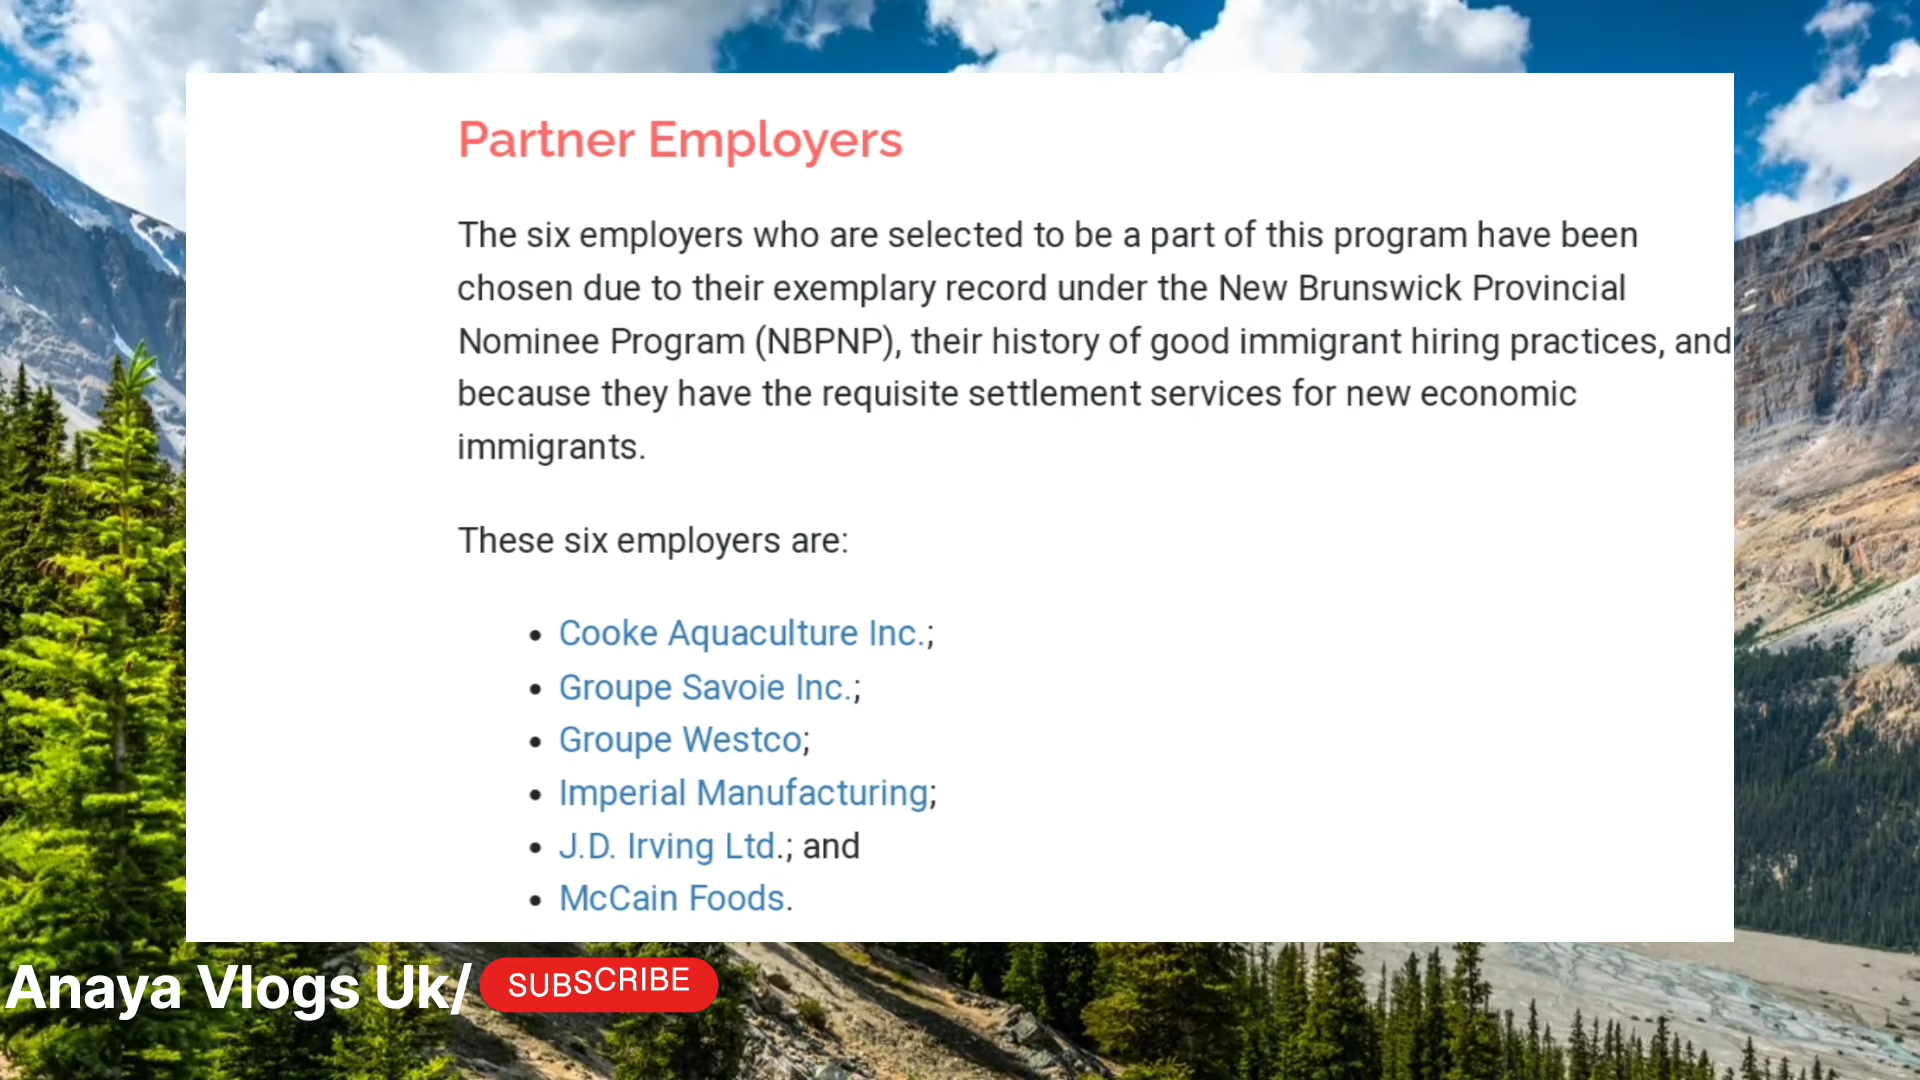 Partner Employers
The six employers who are selected to be a part of this program have been
chosen due to their exemplary record under the New Brunswick Provincial
Nominee Program (NBPNP), their history of good immigrant hiring practices, and
because they have the requisite settlement services for new economic
immigrants.
These six employers are:
• Cooke Aquaculture Inc.;
• Groupe Savoie Inc.;
• Groupe Westco;
• Imperial Manufacturing;
• J.D. Irving Ltd.; and
• McCain Foods.
Anaya Vlogs Uk/ SUBSCRIBE